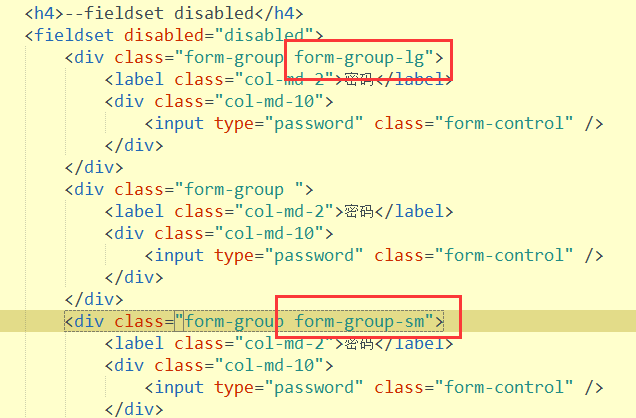 <h4>--fieldset disabled</h4>
<fieldset disabled="disabled">
<div class="form-group form-group-lg">
<label class="col-md-2">密码</label>
<div class="col-md-10">
<input type="password" class="form-control" />
</div>
</div>
<div class="form-group ">
<label class="col-md-2">密码</label>
<div class="col-md-10">
<input type="password" class="form-control" />
</div>
</div>
<div class="form-group form-group-sm">
<label class="col-md-2">密码</label>
<div class="col-md-10">
<input type="password" class="form-control" />
</div>